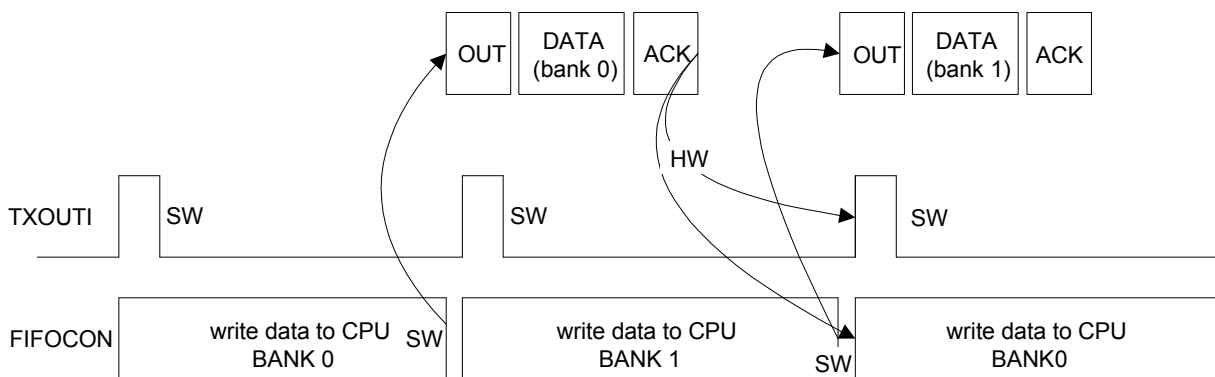 OUT
DATA
(bank 0)
ACK
OUT
DATA
(bank 1)
ACK
HW
TXOUTI
SW
SW
SW
FIFOCON
write data to CPU
BANK 0
SW
write data to CPU
BANK 1
SW
write data to CPU
BANK0